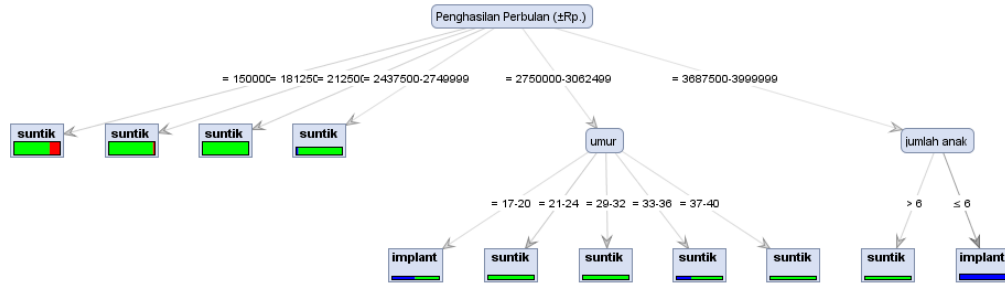 Penghasilan Perbulan (±Rp.)
= 150000= 181250= 212500= 2437500-2749999 = 2750000-3062499 = 3687500-3999999
suntik suntik suntik suntik
umur jumlah anak
= 17-20 = 21-24 = 29-32 = 33-36 = 37-40 > 6 ≤ 6
implant suntik suntik suntik suntik suntik implant